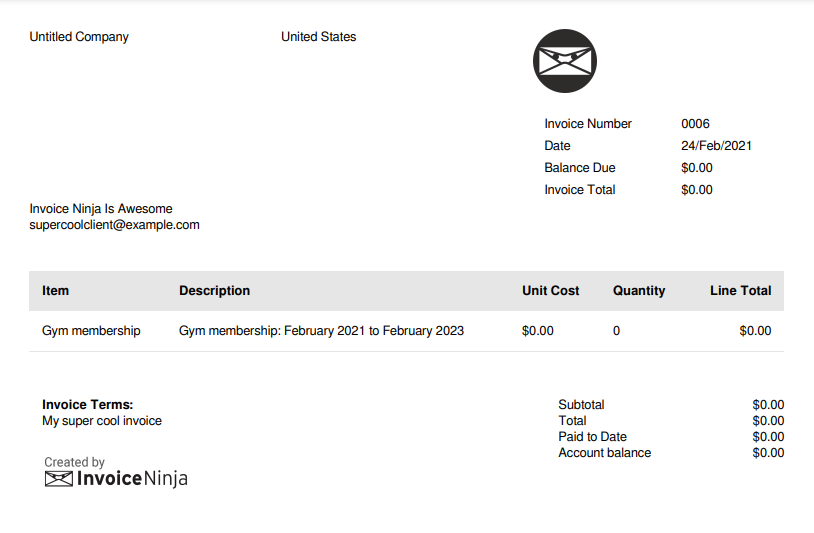 Untitled Company
United States
Invoice Number 0006
Date 24/Feb/2021
Balance Due $0.00
Invoice Total $0.00
Invoice Ninja Is Awesome
supercoolclient@example.com
Item Description Unit Cost Quantity Line Total
Gym membership Gym membership: February 2021 to February 2023 $0.00 0 $0.00
Invoice Terms:
My super cool invoice
Subtotal $0.00
Total $0.00
Paid to Date $0.00
Account balance $0.00
Created by
InvoiceNinja